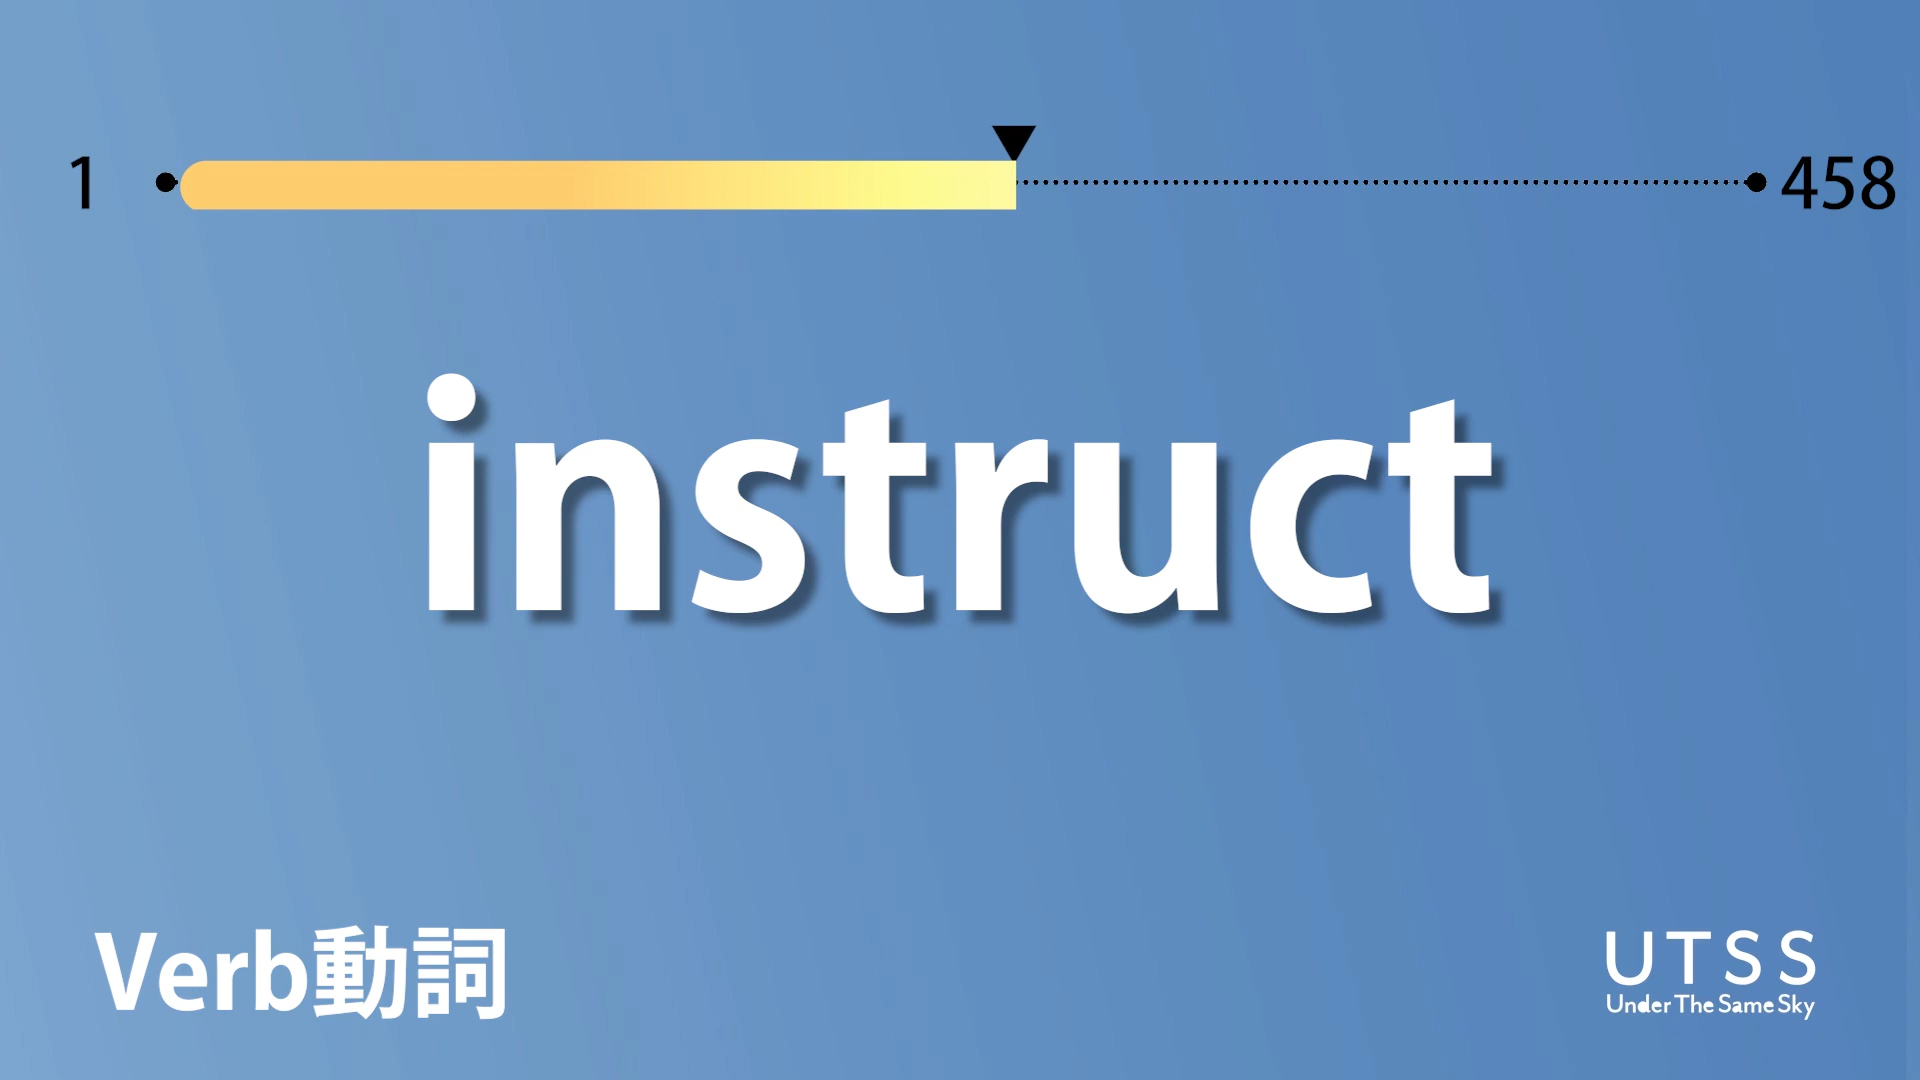 1
458
instruct
Verb動詞
UTSS
Under The Same Sky